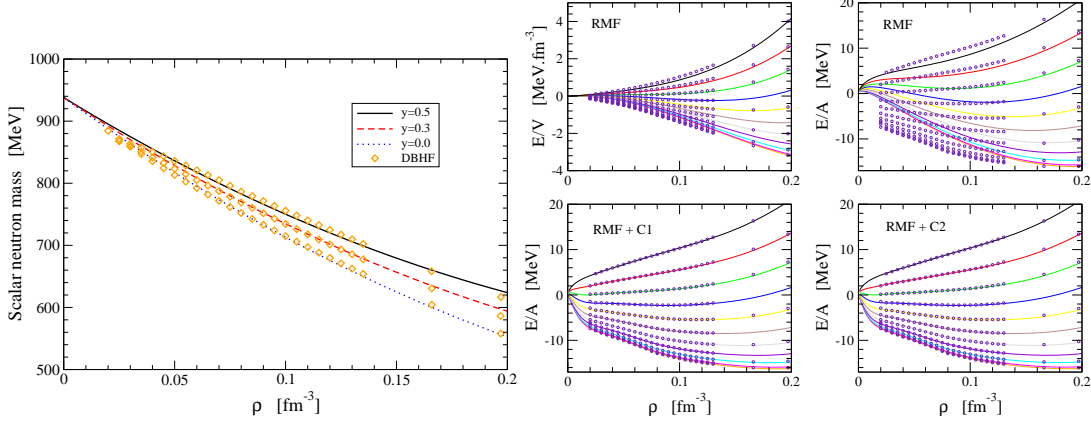 1000
900
800
700
600
500
Scalar neutron mass [MeV]
0
0.05
0.1
0.15
0.2
ρ [fm⁻³]
y=0.5
y=0.3
y=0.0
DBHF
RMF
4
2
0
-2
-4
E/V [MeV.fm⁻³]
0
0.1
0.2
RMF
20
10
0
-10
E/A [MeV]
0
0.1
0.2
RMF + C1
20
10
0
-10
E/A [MeV]
0
0.1
0.2
ρ [fm⁻³]
RMF + C2
20
10
0
-10
E/A [MeV]
0
0.1
0.2
ρ [fm⁻³]